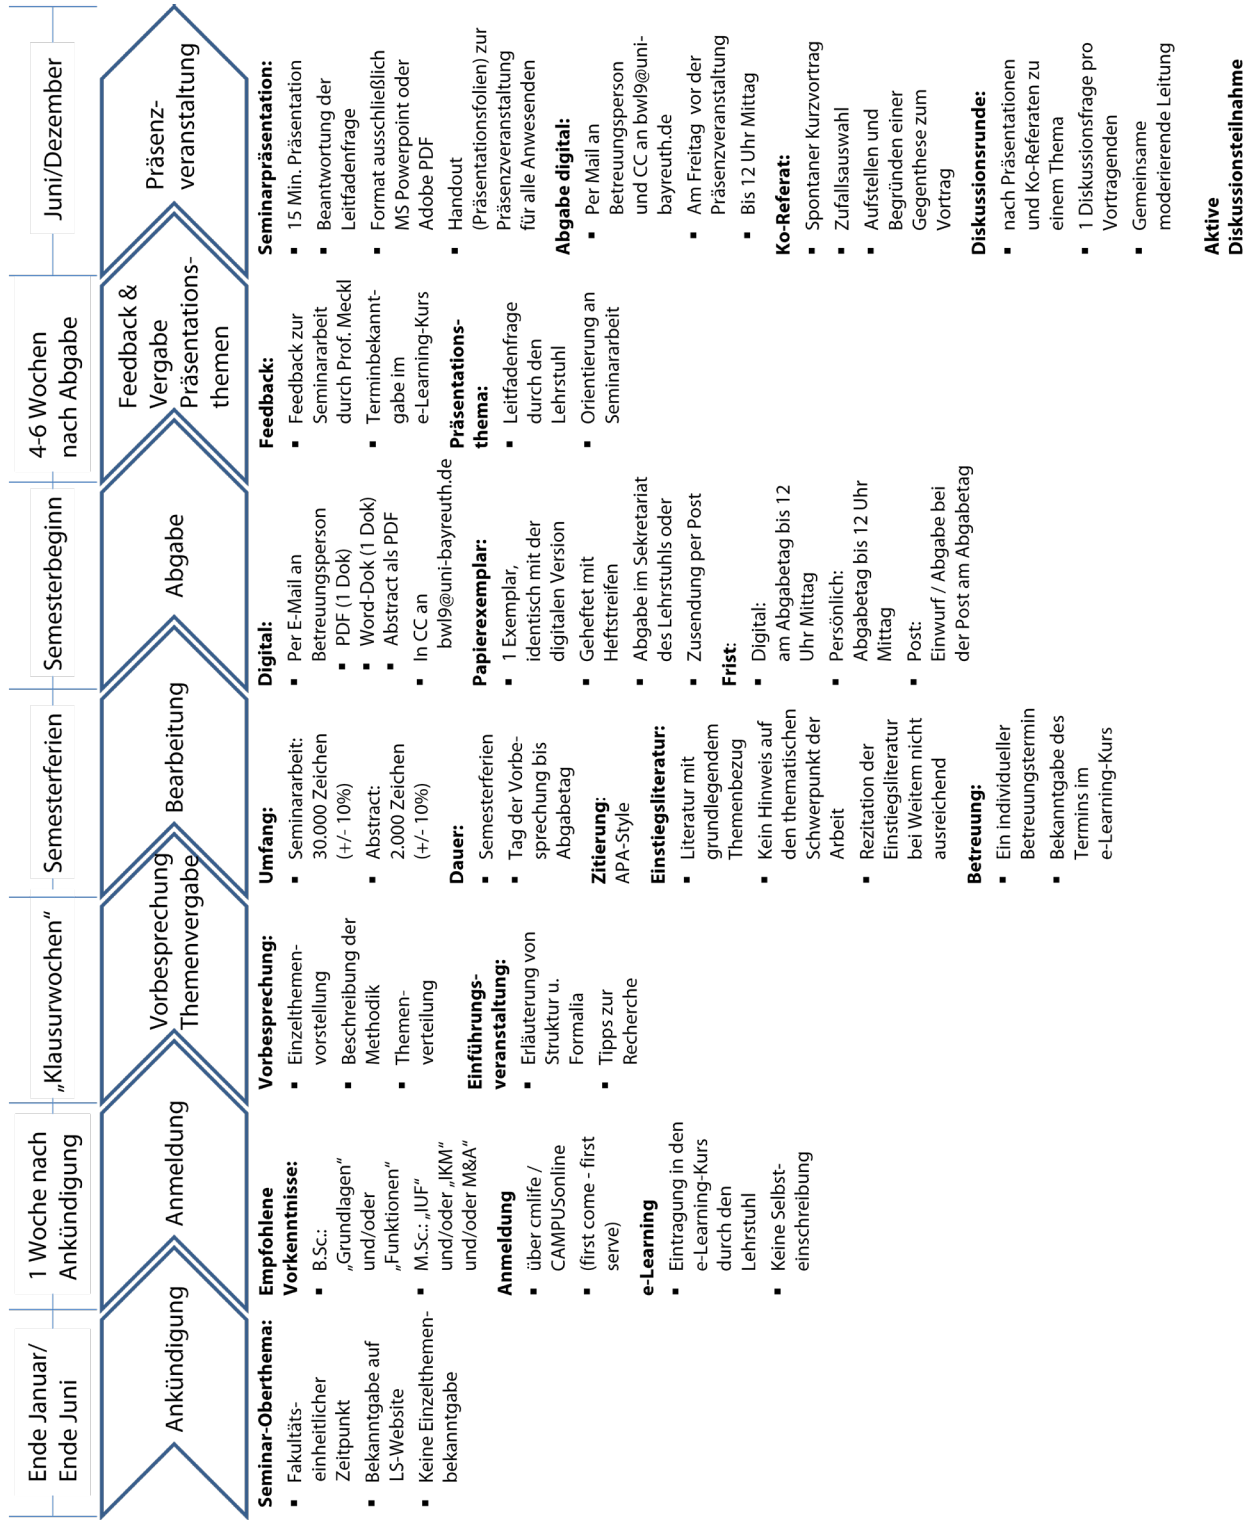 Ende Januar/
Ende Juni
1 Woche nach
Ankündigung
„Klausurwochen“
Semesterferien
Semesterbeginn
4-6 Wochen
nach Abgabe
Juni/Dezember
Ankündigung
Anmeldung
Vorbesprechung
Themenvergabe
Bearbeitung
Abgabe
Feedback &
Vergabe
Präsentations-
themen
Präsenz-
veranstaltung
Seminar-Oberthema:
▪ Fakultäts-
einheitlicher
Zeitpunkt
▪ Bekanntgabe auf
LS-Website
▪ Keine Einzelthemen-
bekanntgabe
Empfohlene
Vorkenntnisse:
▪ B.Sc.:
„Grundlagen“
und/oder
„Funktionen“
▪ M.Sc.: „IUF“
und/oder „IKM“
und/oder M&A“
Anmeldung
▪ über cmlife /
CAMPUSonline
▪ (first come - first
serve)
e-Learning
▪ Eintragung in den
e-Learning-Kurs
durch den
Lehrstuhl
▪ Keine Selbst-
einschreibung
Vorbesprechung:
▪ Einzelthemen-
vorstellung
▪ Beschreibung der
Methodik
▪ Themen-
verteilung
Einführungs-
veranstaltung:
▪ Erläuterung von
Struktur u.
Formalia
▪ Tipps zur
Recherche
Umfang:
▪ Seminararbeit:
30.000 Zeichen
(+/- 10%)
▪ Abstract:
2.000 Zeichen
(+/- 10%)
Dauer:
▪ Semesterferien
▪ Tag der Vorbe-
sprechung bis
Abgabetag
Zitierung:
APA-Style
Einstiegsliteratur:
▪ Literatur mit
grundlegendem
Themenbezug
▪ Kein Hinweis auf
den thematischen
Schwerpunkt der
Arbeit
▪ Rezitation der
Einstiegsliteratur
bei Weitem nicht
ausreichend
Betreuung:
▪ Ein individueller
Betreuungstermin
▪ Bekanntgabe des
Termins im
e-Learning-Kurs
Digital:
▪ Per E-Mail an
Betreuungsperson
▪ PDF (1 Dok)
▪ Word-Dok (1 Dok)
▪ Abstract als PDF
▪ In CC an
bwl9@uni-bayreuth.de
Papierexemplar:
▪ 1 Exemplar,
identisch mit der
digitalen Version
▪ Geheftet mit
Heftstreifen
▪ Abgabe im Sekretariat
des Lehrstuhls oder
▪ Zusendung per Post
Frist:
▪ Digital:
am Abgabetag bis 12
Uhr Mittag
▪ Persönlich:
Abgabetag bis 12 Uhr
Mittag
▪ Post:
Einwurf / Abgabe bei
der Post am Abgabetag
Feedback:
▪ Feedback zur
Seminararbeit
durch Prof. Meckl
▪ Terminbekannt-
gabe im
e-Learning-Kurs
Präsentations-
thema:
▪ Leitfadenfrage
durch den
Lehrstuhl
▪ Orientierung an
Seminararbeit
Seminarpräsentation:
▪ 15 Min. Präsentation
▪ Beantwortung der
Leitfadenfrage
▪ Format ausschließlich
MS Powerpoint oder
Adobe PDF
▪ Handout
(Präsentationsfolien) zur
Präsenzveranstaltung
für alle Anwesenden
Abgabe digital:
▪ Per Mail an
Betreuungsperson
und CC an bwl9@uni-
bayreuth.de
▪ Am Freitag vor der
Präsenzveranstaltung
▪ Bis 12 Uhr Mittag
Ko-Referat:
▪ Spontaner Kurzvortrag
▪ Zufallsauswahl
▪ Aufstellen und
Begründen einer
Gegenthese zum
Vortrag
Diskussionsrunde:
▪ nach Präsentationen
und Ko-Referaten zu
einem Thema
▪ 1 Diskussionsfrage pro
Vortragenden
▪ Gemeinsame
moderierende Leitung
Aktive
Diskussionsteilnahme